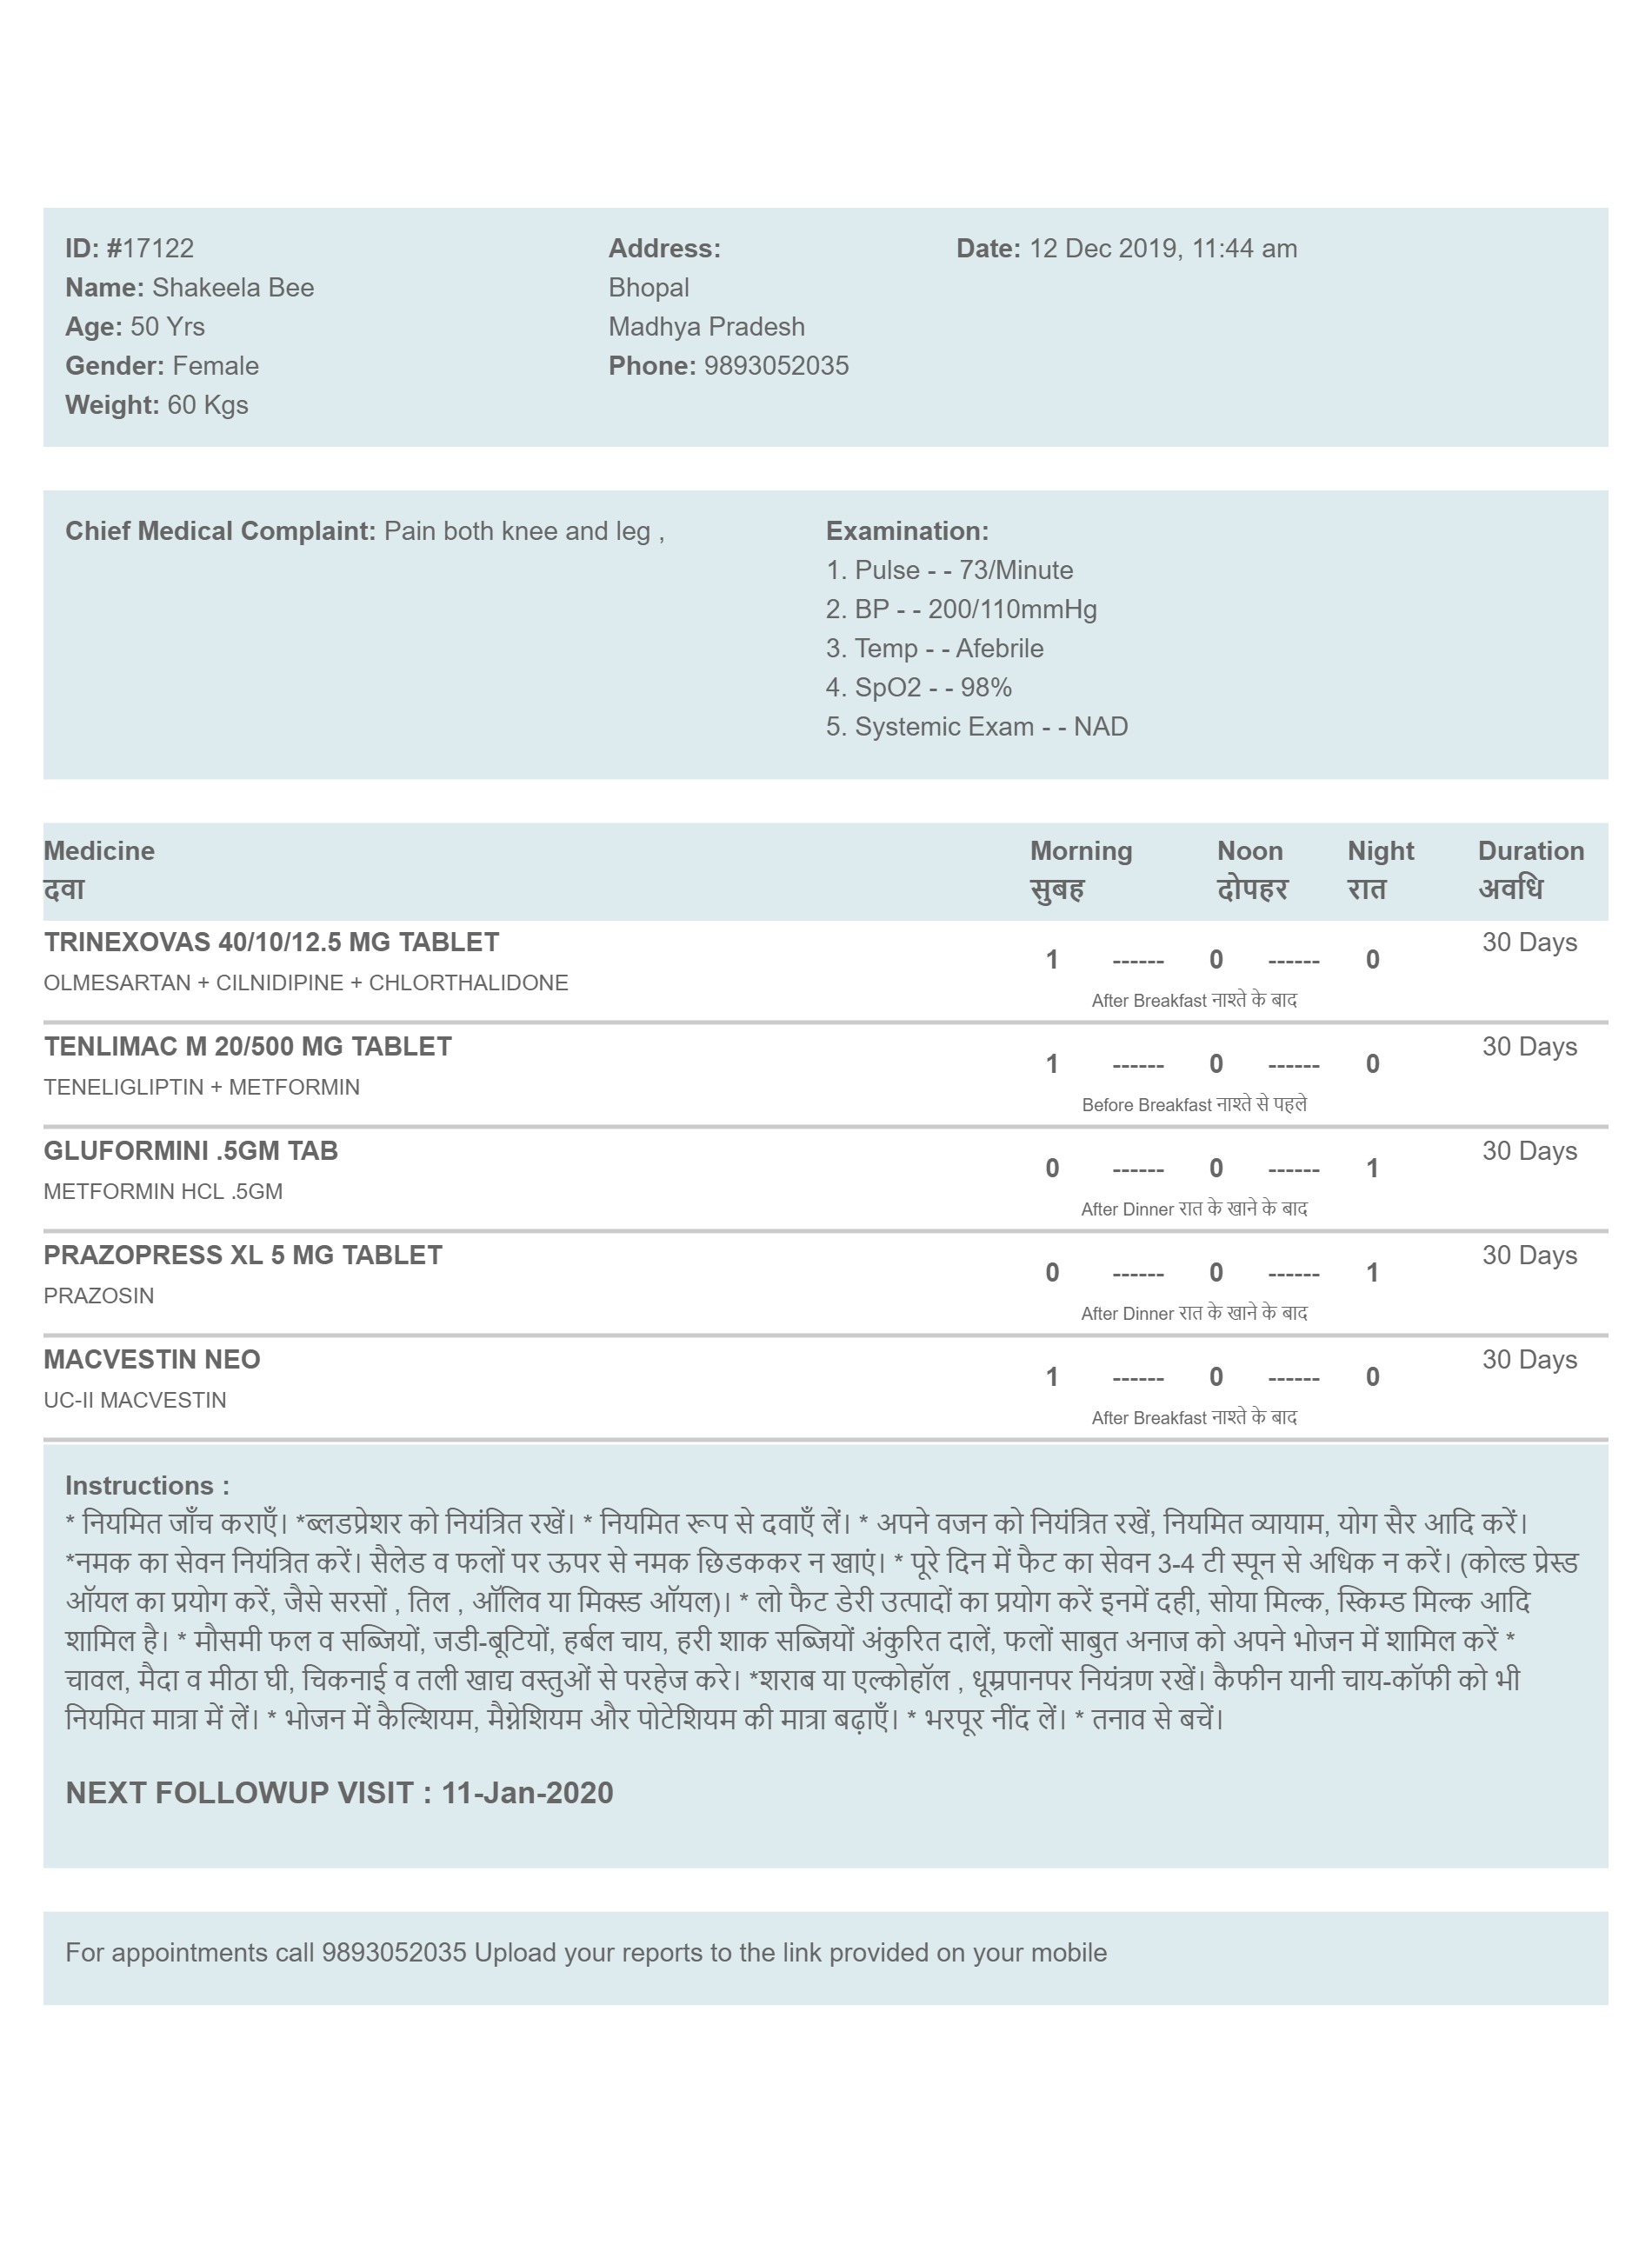 ID: #17122
Name: Shakeela Bee
Age: 50 Yrs
Gender: Female
Weight: 60 Kgs
Address:
Bhopal
Madhya Pradesh
Phone: 9893052035
Date: 12 Dec 2019, 11:44 am
Chief Medical Complaint: Pain both knee and leg ,
Examination:
1. Pulse - - 73/Minute
2. BP - - 200/110mmHg
3. Temp - - Afebrile
4. SpO2 - - 98%
5. Systemic Exam - - NAD
Medicine Morning Noon Night Duration
दवा सुबह दोपहर रात अवधि
TRINEXOVAS 40/10/12.5 MG TABLET 1 ------ 0 ------ 0 30 Days
OLMESARTAN + CILNIDIPINE + CHLORTHALIDONE After Breakfast नाश्ते के बाद
TENLIMAC M 20/500 MG TABLET 1 ------ 0 ------ 0 30 Days
TENELIGLIPTIN + METFORMIN Before Breakfast नाश्ते से पहले
GLUFORMINI .5GM TAB 0 ------ 0 ------ 1 30 Days
METFORMIN HCL .5GM After Dinner रात के खाने के बाद
PRAZOPRESS XL 5 MG TABLET 0 ------ 0 ------ 1 30 Days
PRAZOSIN After Dinner रात के खाने के बाद
MACVESTIN NEO 1 ------ 0 ------ 0 30 Days
UC-II MACVESTIN After Breakfast नाश्ते के बाद
Instructions :
* नियमित जाँच कराएँ। *ब्लडप्रेशर को नियंत्रित रखें। * नियमित रूप से दवाएँ लें। * अपने वजन को नियंत्रित रखें, नियमित व्यायाम, योग सैर आदि करें।
*नमक का सेवन नियंत्रित करें। सैलेड व फलों पर ऊपर से नमक छिडककर न खाएं। * पूरे दिन में फैट का सेवन 3-4 टी स्पून से अधिक न करें। (कोल्ड प्रेस्ड
ऑयल का प्रयोग करें, जैसे सरसों , तिल , ऑलिव या मिक्स्ड ऑयल)। * लो फैट डेरी उत्पादों का प्रयोग करें इनमें दही, सोया मिल्क, स्किम्ड मिल्क आदि
शामिल है। * मौसमी फल व सब्जियों, जडी-बूटियों, हर्बल चाय, हरी शाक सब्जियों अंकुरित दालें, फलों साबुत अनाज को अपने भोजन में शामिल करें *
चावल, मैदा व मीठा घी, चिकनाई व तली खाद्य वस्तुओं से परहेज करे। *शराब या एल्कोहॉल , धूम्रपानपर नियंत्रण रखें। कैफीन यानी चाय-कॉफी को भी
नियमित मात्रा में लें। * भोजन में कैल्शियम, मैग्नेशियम और पोटेशियम की मात्रा बढ़ाएँ। * भरपूर नींद लें। * तनाव से बचें।
NEXT FOLLOWUP VISIT : 11-Jan-2020
For appointments call 9893052035 Upload your reports to the link provided on your mobile